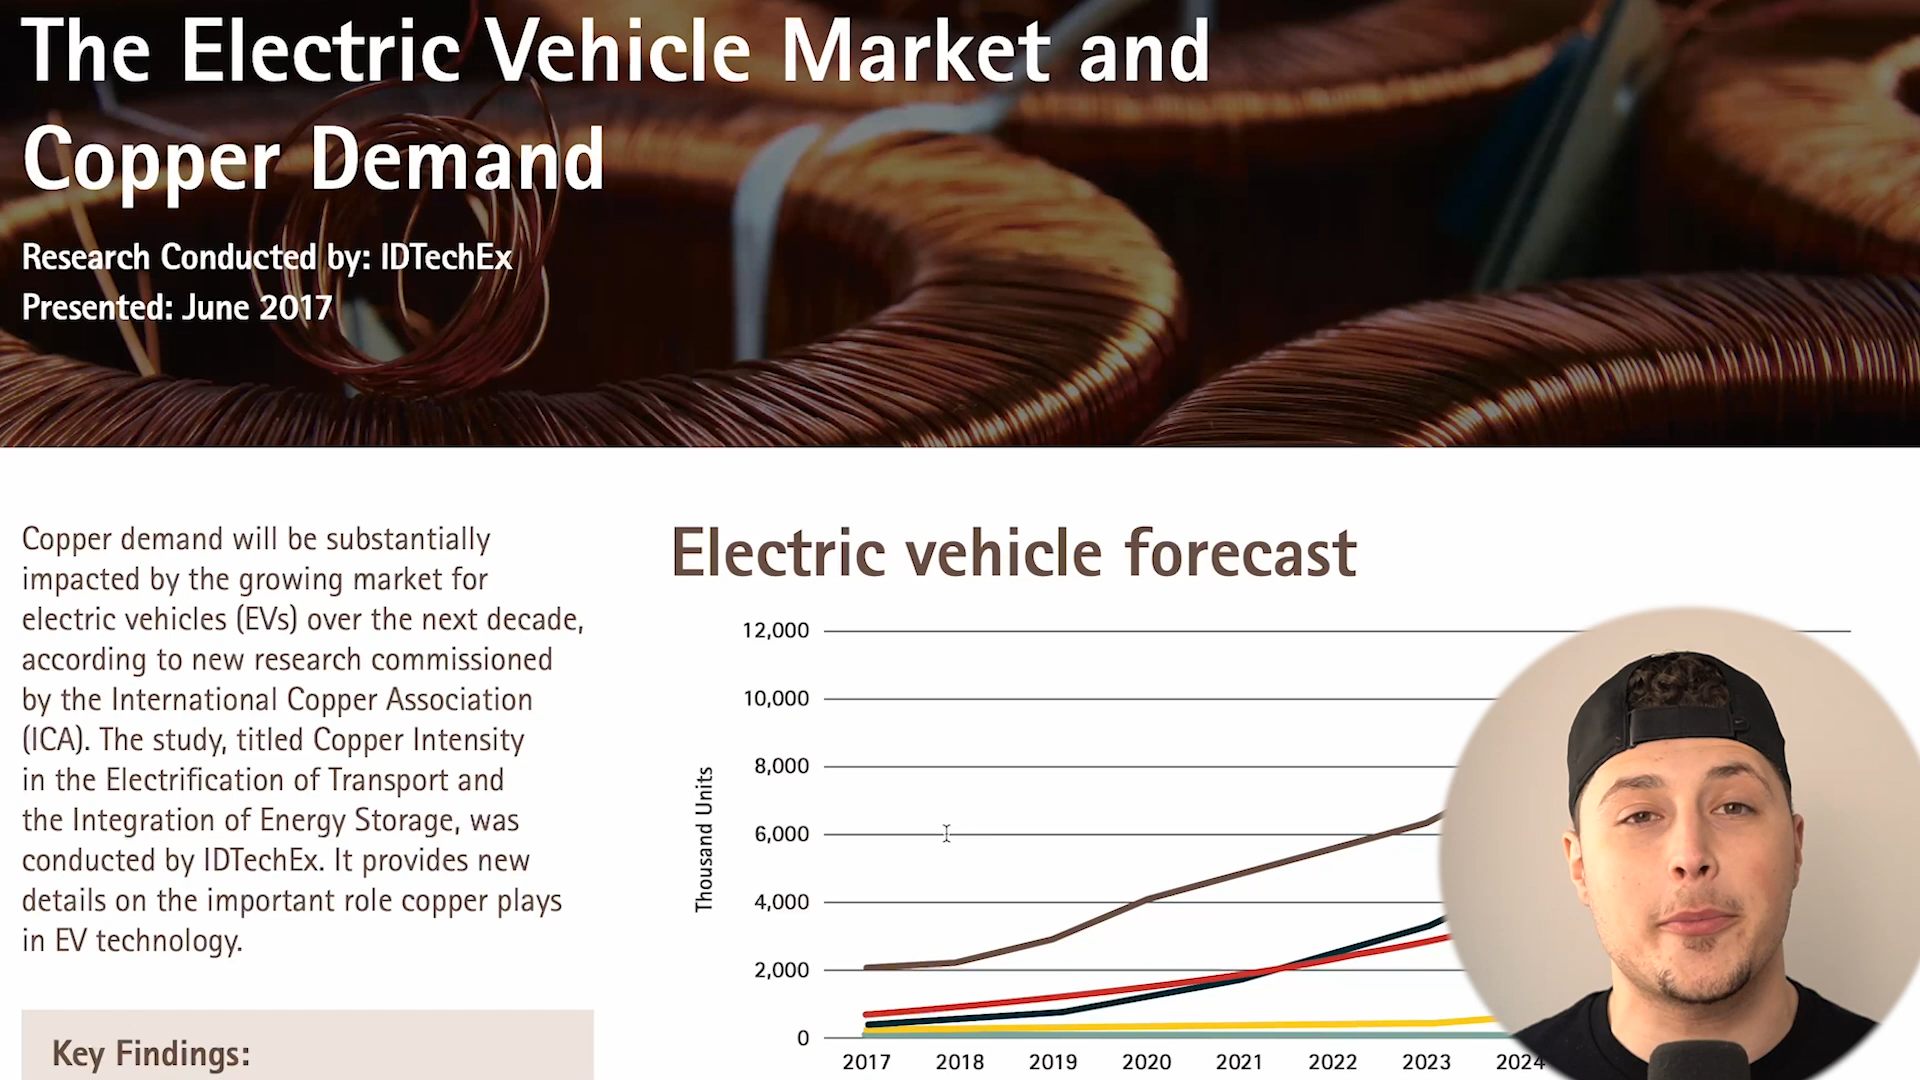 The Electric Vehicle Market and
Copper Demand
Research Conducted by: IDTechEx
Presented: June 2017
Copper demand will be substantially
impacted by the growing market for
electric vehicles (EVs) over the next decade,
according to new research commissioned
by the International Copper Association
(ICA). The study, titled Copper Intensity
in the Electrification of Transport and
the Integration of Energy Storage, was
conducted by IDTechEx. It provides new
details on the important role copper plays
in EV technology.
Key Findings:
Electric vehicle forecast
Thousand Units
12,000
10,000
8,000
6,000
4,000
2,000
0
2017 2018 2019 2020 2021 2022 2023 2024